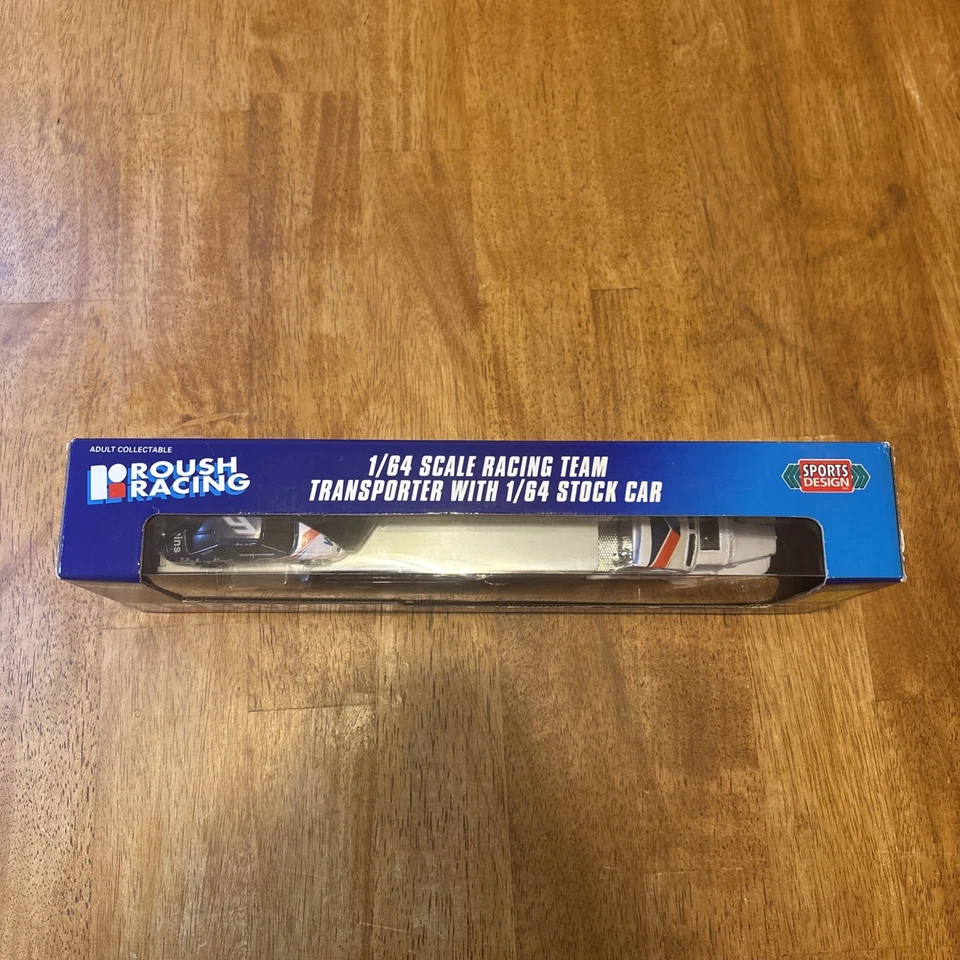 ADULT COLLECTABLE
ROUSH
RACING
1/64 SCALE RACING TEAM
TRANSPORTER WITH 1/64 STOCK CAR
SPORTS
DESIGN